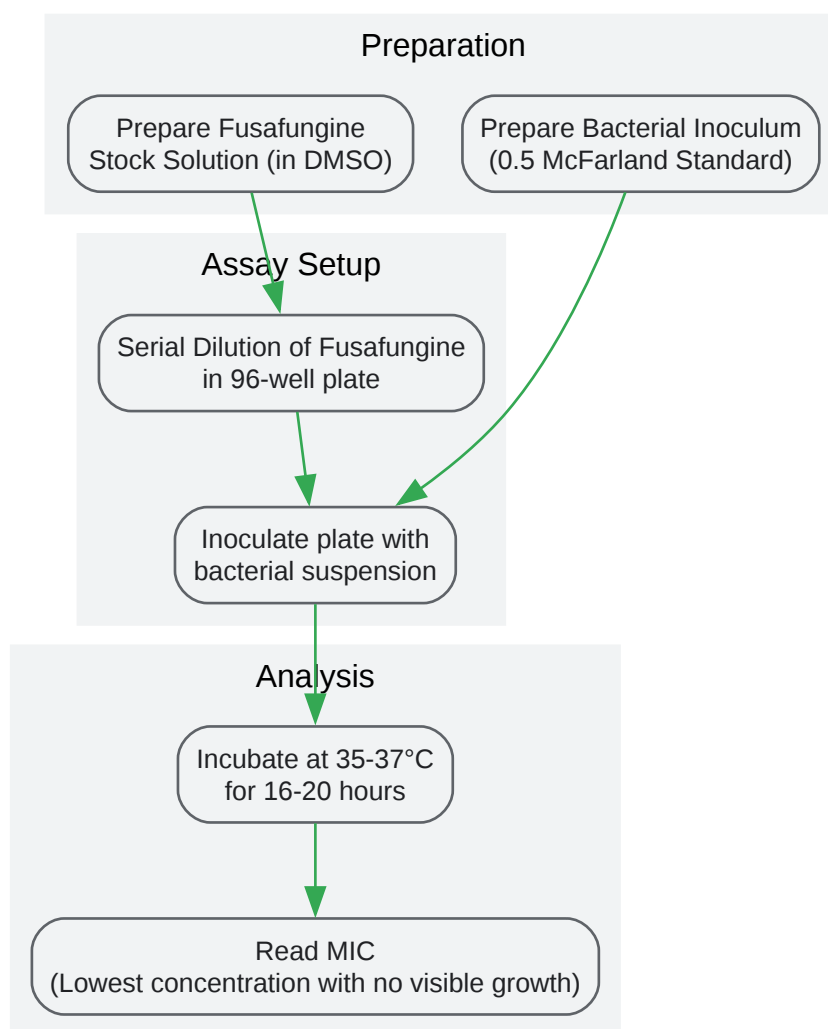 Preparation
Prepare Fusafungine
Stock Solution (in DMSO)
Prepare Bacterial Inoculum
(0.5 McFarland Standard)
Assay Setup
Serial Dilution of Fusafungine
in 96-well plate
Inoculate plate with
bacterial suspension
Analysis
Incubate at 35-37°C
for 16-20 hours
Read MIC
(Lowest concentration with no visible growth)